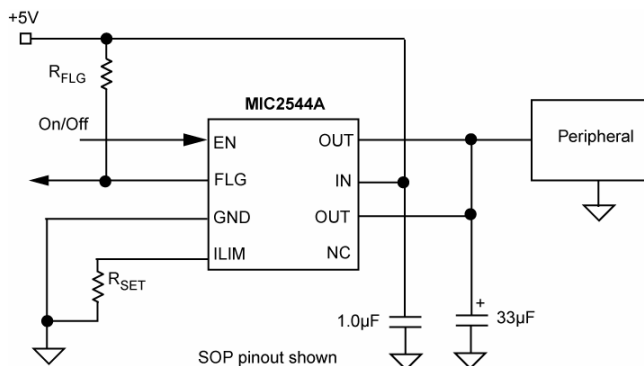 +5V
RFLG
MIC2544A
On/Off
EN
OUT
Peripheral
FLG
IN
GND
OUT
ILIM
NC
RSET
1.0µF
+
33µF
SOP pinout shown